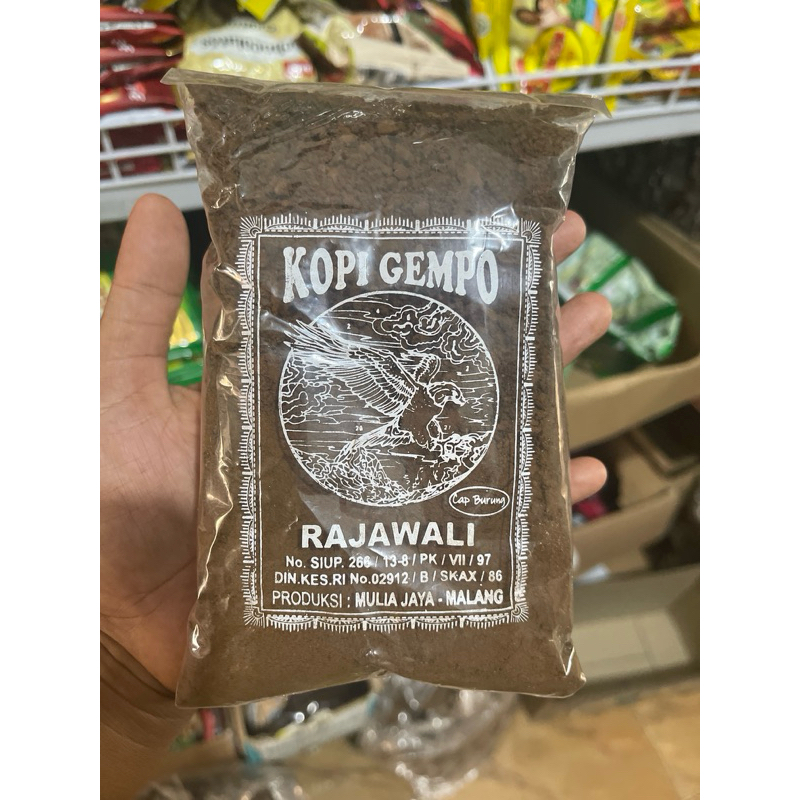 KOPI GEMPO
Cap Burung
RAJAWALI
No. SIUP. 266 / 13-8 / PK / VII / 97
DIN.KES.RI No.02912 / B / SKAX / 86
PRODUKSI : MULIA JAYA - MALANG